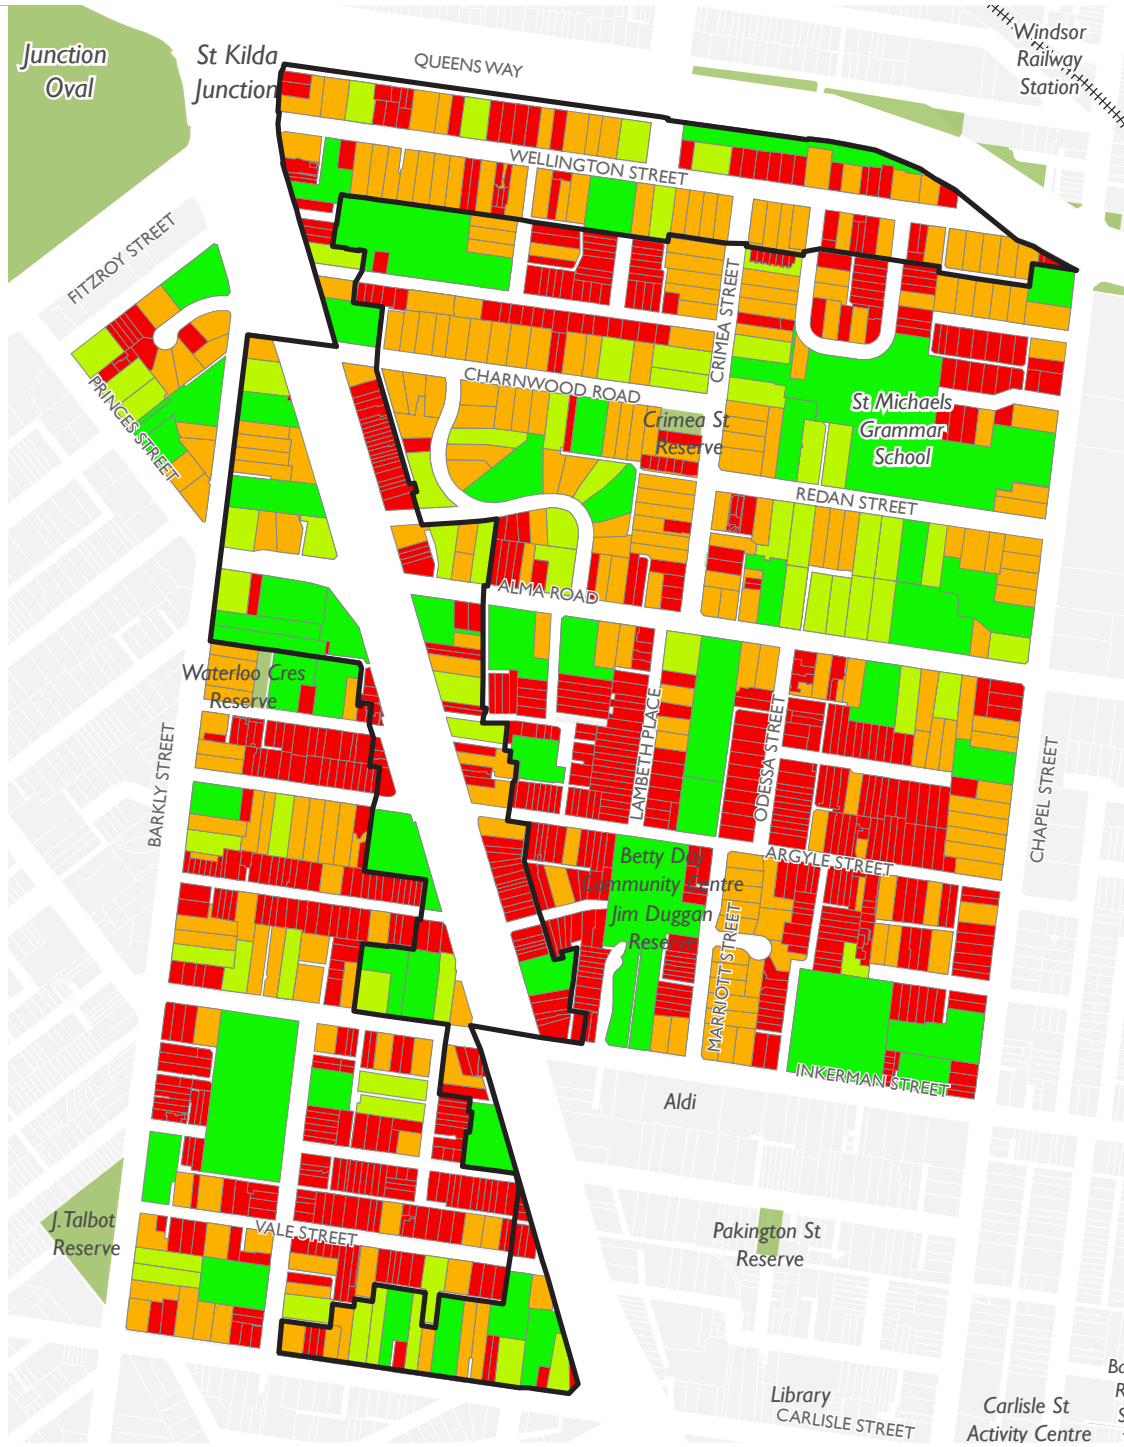 Junction
Oval
St Kilda
Junction
QUEENS WAY
Windsor
Railway
Station
WELLINGTON STREET
FITZROY STREET
PRINCES STREET
CRIMEA STREET
CHARNWOOD ROAD
Crimea St
Reserve
St Michaels
Grammar
School
REDAN STREET
ALMA ROAD
Waterloo Cres
Reserve
BARKLY STREET
LAMBETH PLACE
ODESSA STREET
CHAPEL STREET
ARGYLE STREET
Betty Day
Community Centre
Jim Duggan
Reserve
MARRIOTT STREET
INKERMAN STREET
Aldi
J.Talbot
Reserve
VALE STREET
Pakington St
Reserve
Library
CARLISLE STREET
Carlisle St
Activity Centre